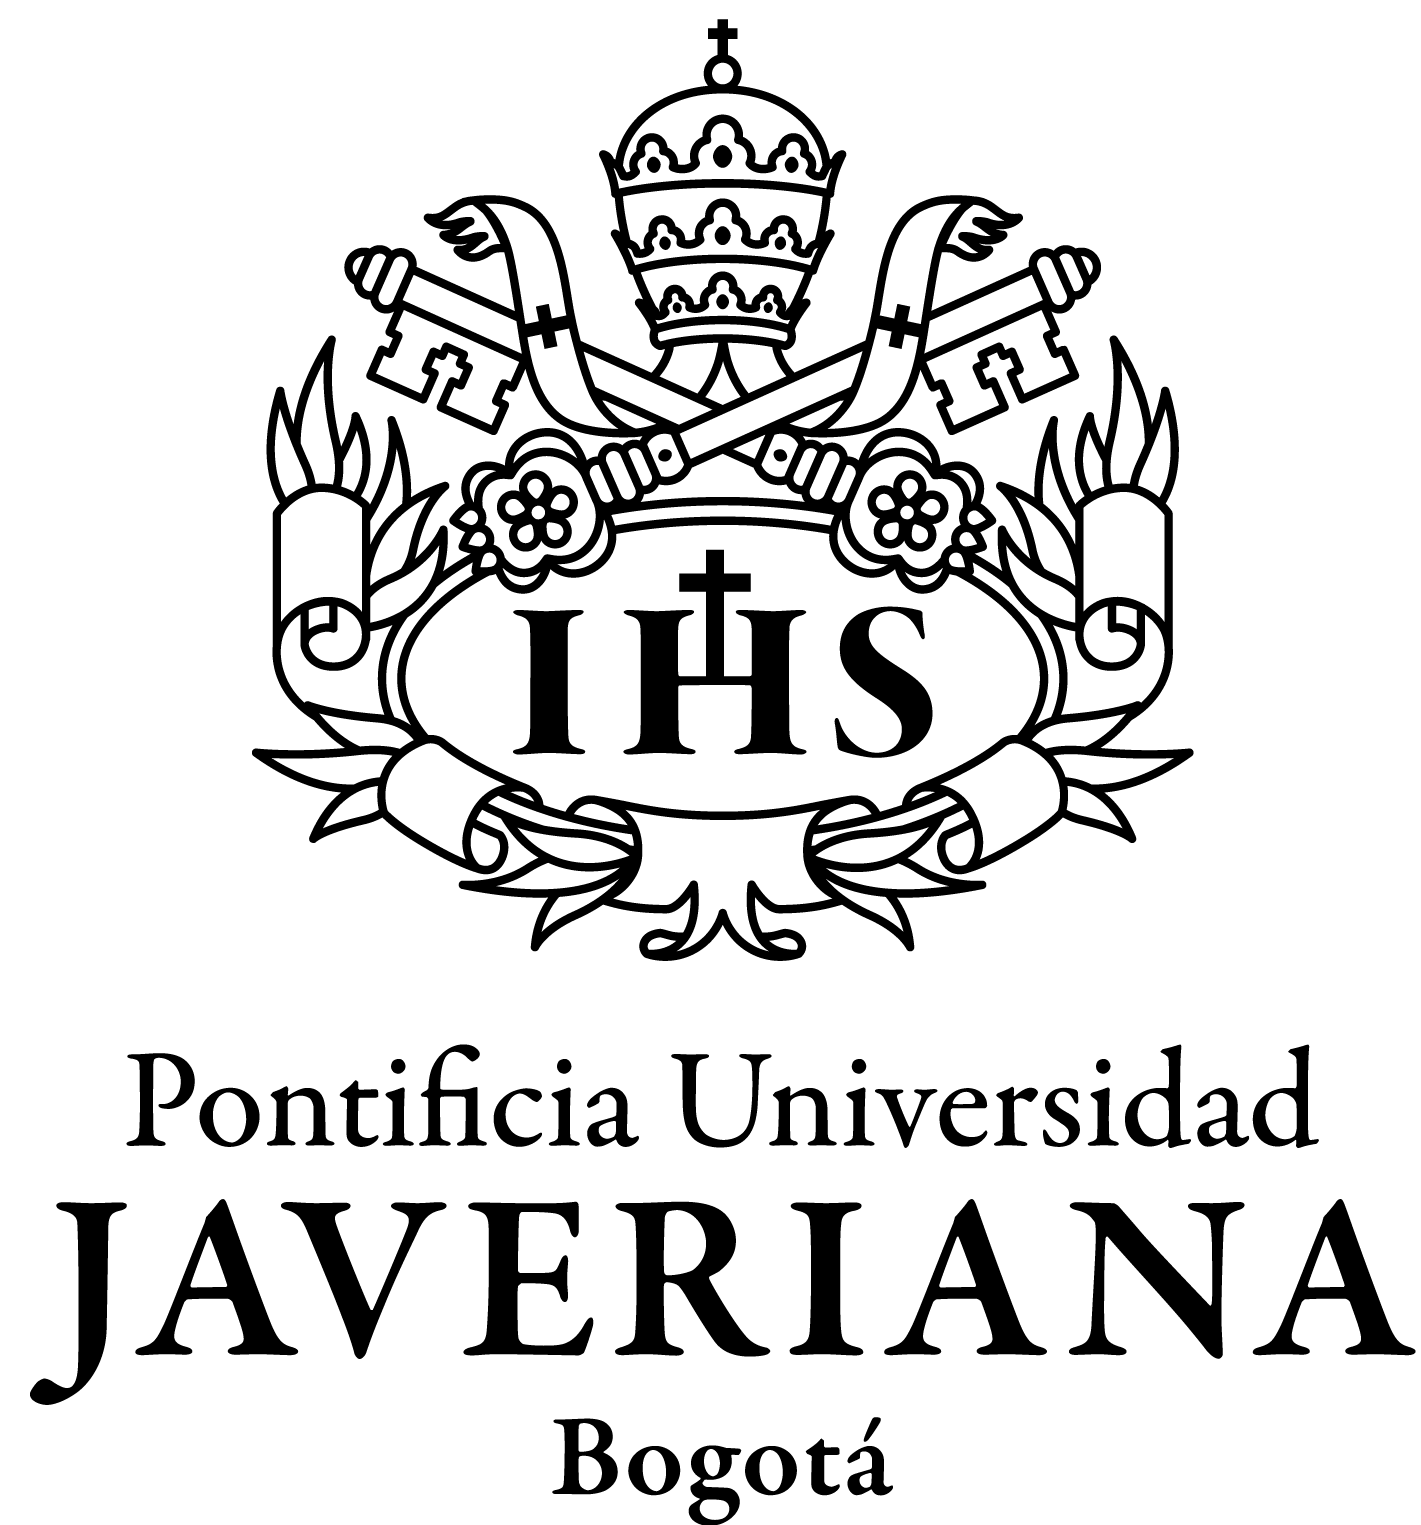 IHS
Pontificia Universidad
JAVERIANA
Bogotá